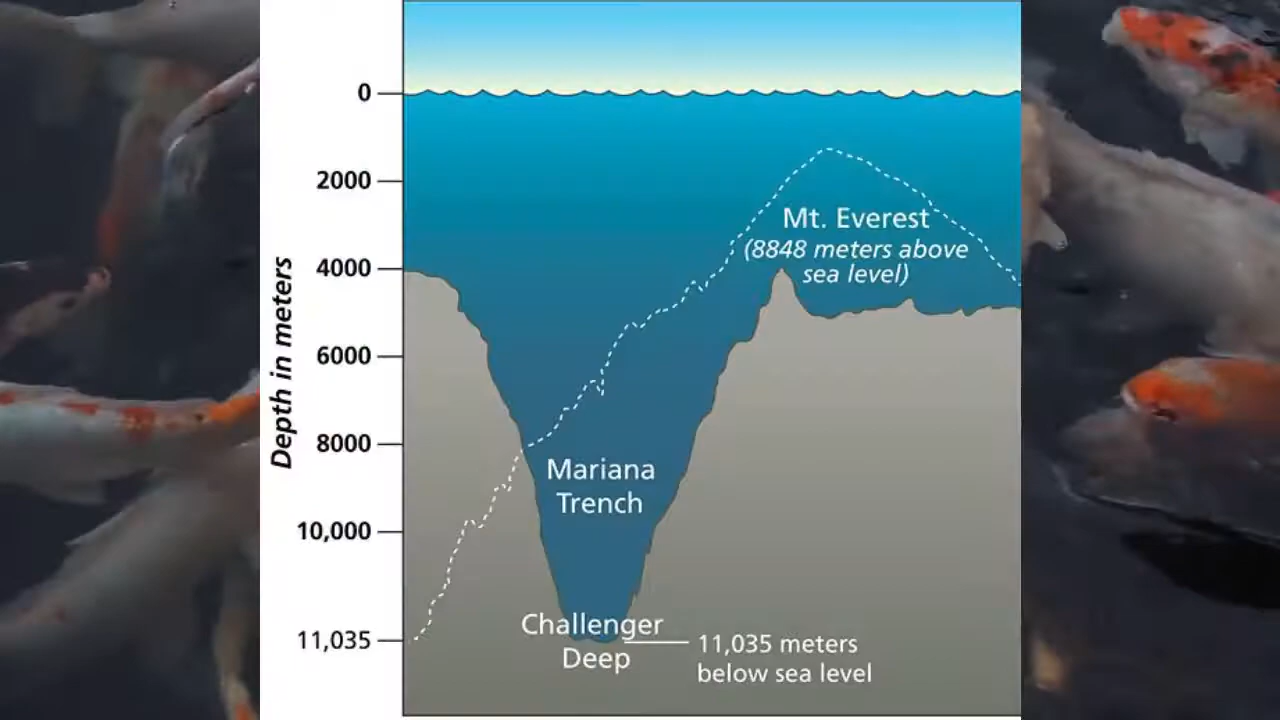 0
2000
4000
6000
8000
10,000
11,035
Depth in meters
Mt. Everest
(8848 meters above
sea level)
Mariana
Trench
Challenger
Deep
11,035 meters
below sea level